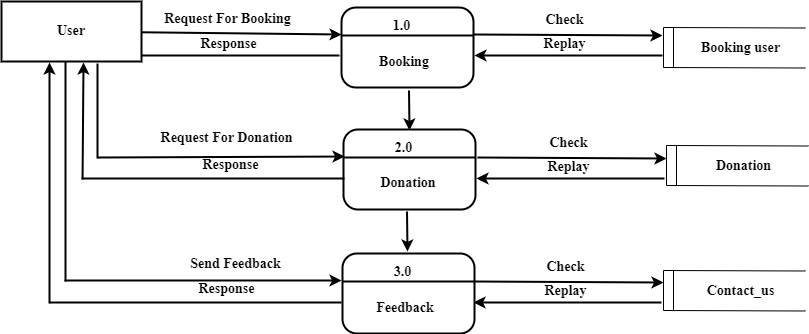 User
Request For Booking
Response
1.0
Booking
Check
Replay
Booking user
Request For Donation
Response
2.0
Donation
Check
Replay
Donation
Send Feedback
Response
3.0
Feedback
Check
Replay
Contact_us